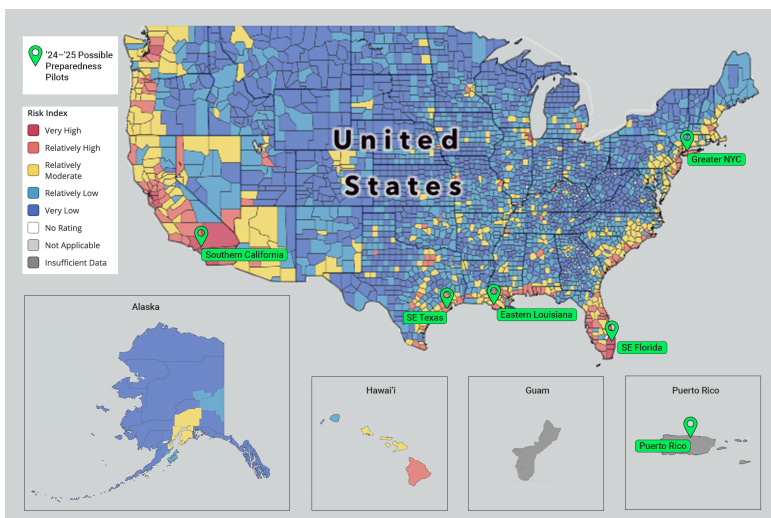 '24–'25 Possible
Preparedness
Pilots
Risk Index
Very High
Relatively High
Relatively
Moderate
Relatively Low
Very Low
No Rating
Not Applicable
Insufficient Data
United
States
Greater NYC
Southern California
SE Texas
Eastern Louisiana
SE Florida
Alaska
Hawai'i
Guam
Puerto Rico
Puerto Rico